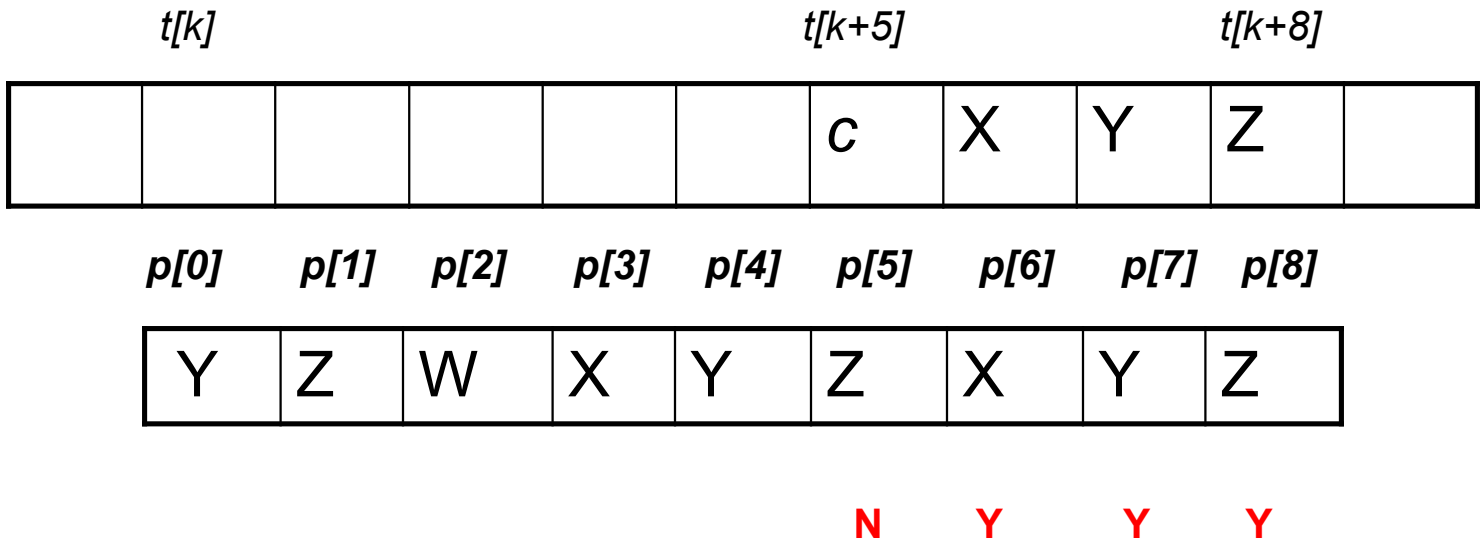 t[k] t[k+5] t[k+8]
c X Y Z
p[0] p[1] p[2] p[3] p[4] p[5] p[6] p[7] p[8]
Y Z W X Y Z X Y Z
N Y Y Y